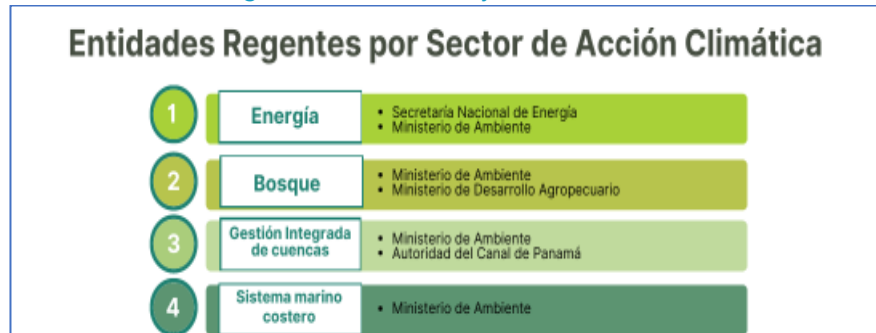 Entidades Regentes por Sector de Acción Climática
1
Energía
• Secretaría Nacional de Energía
• Ministerio de Ambiente
2
Bosque
• Ministerio de Ambiente
• Ministerio de Desarrollo Agropecuario
3
Gestión Integrada
de cuencas
• Ministerio de Ambiente
• Autoridad del Canal de Panamá
4
Sistema marino
costero
• Ministerio de Ambiente